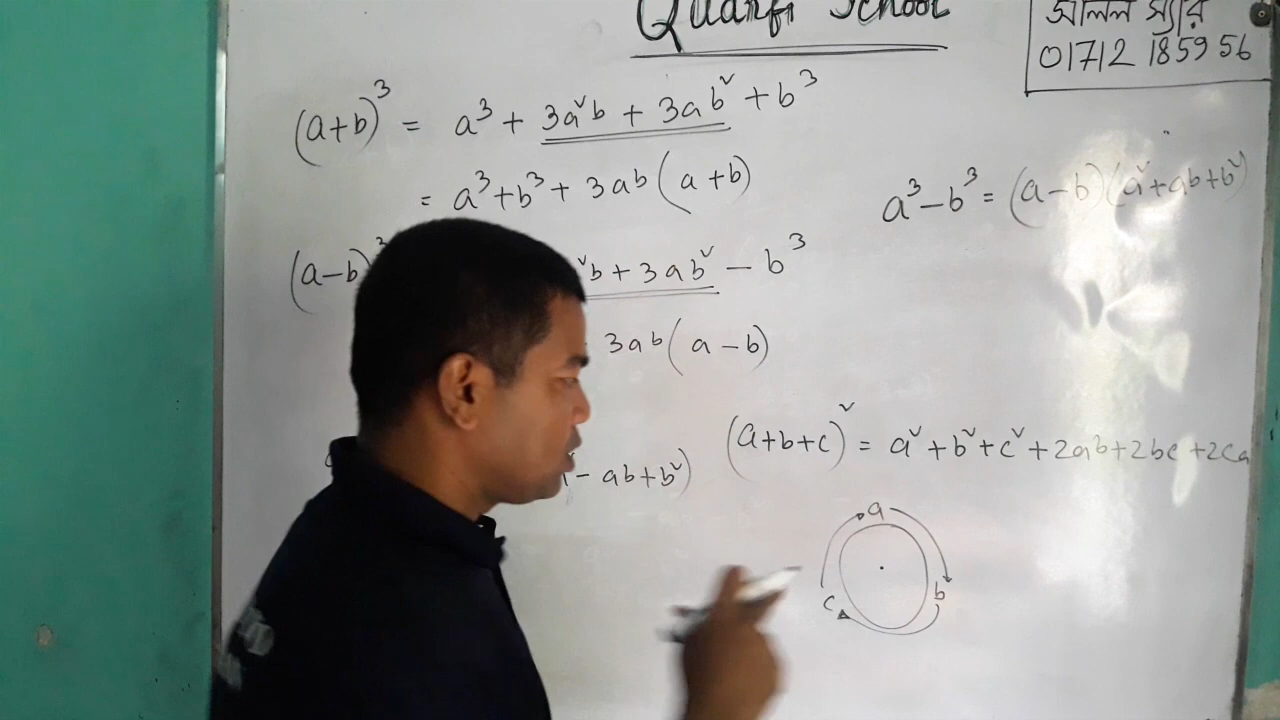 Quanfi School
সলিল স্যার
01712 185956
(a+b)³ = a³ + 3a²b + 3ab² + b³
= a³+b³+ 3ab(a+b)
a³-b³ = (a-b)(a²+ab+b²)
(a-b)³ ²b + 3ab² - b³
3ab(a-b)
(a+b+c)² = a²+b²+c²+2ab+2bc+2ca
- ab+b²)
a
c b